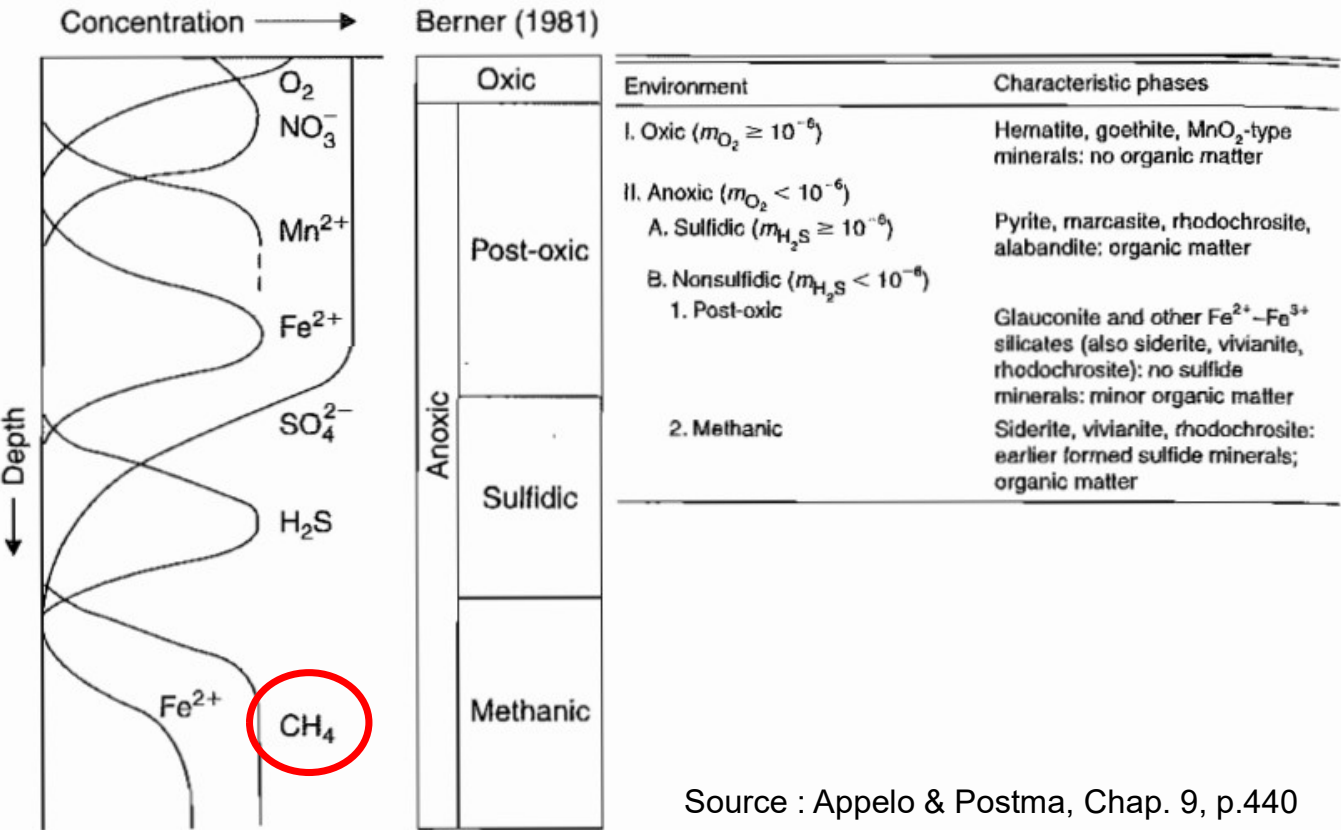 Concentration
Berner (1981)
O₂
NO₃⁻
Mn²⁺
Fe²⁺
SO₄²⁻
H₂S
Fe²⁺
CH₄
Depth
Oxic
Anoxic
Post-oxic
Sulfidic
Methanic
Environment
Characteristic phases
I. Oxic (m_O₂ ≥ 10⁻⁶)
Hematite, goethite, MnO₂-type
minerals: no organic matter
II. Anoxic (m_O₂ < 10⁻⁶)
A. Sulfidic (m_H₂S ≥ 10⁻⁶)
Pyrite, marcasite, rhodochrosite,
alabandite: organic matter
B. Nonsulfidic (m_H₂S < 10⁻⁶)
1. Post-oxic
Glauconite and other Fe²⁺–Fe³⁺
silicates (also siderite, vivianite,
rhodochrosite): no sulfide
minerals: minor organic matter
2. Methanic
Siderite, vivianite, rhodochrosite:
earlier formed sulfide minerals;
organic matter
Source : Appelo & Postma, Chap. 9, p.440